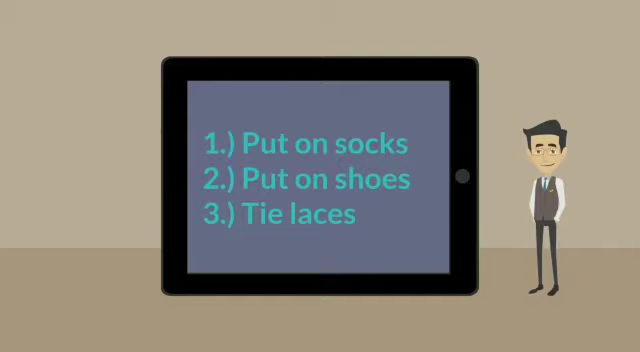 1.) Put on socks
2.) Put on shoes
3.) Tie laces